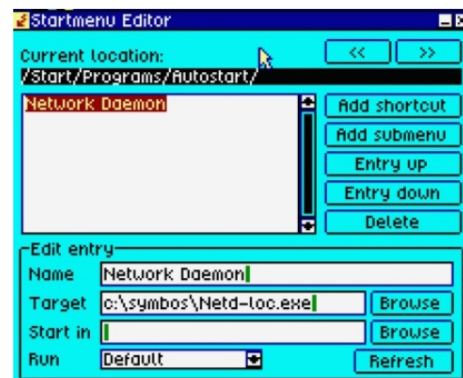 Startmenu Editor
Current location:
<< >>
/Start/Programs/Autostart/
Network Daemon
Add shortcut
Add submenu
Entry up
Entry down
Delete
Edit entry
Name Network Daemon
Target c:\symbos\Netd-loc.exe Browse
Start in Browse
Run Default Refresh